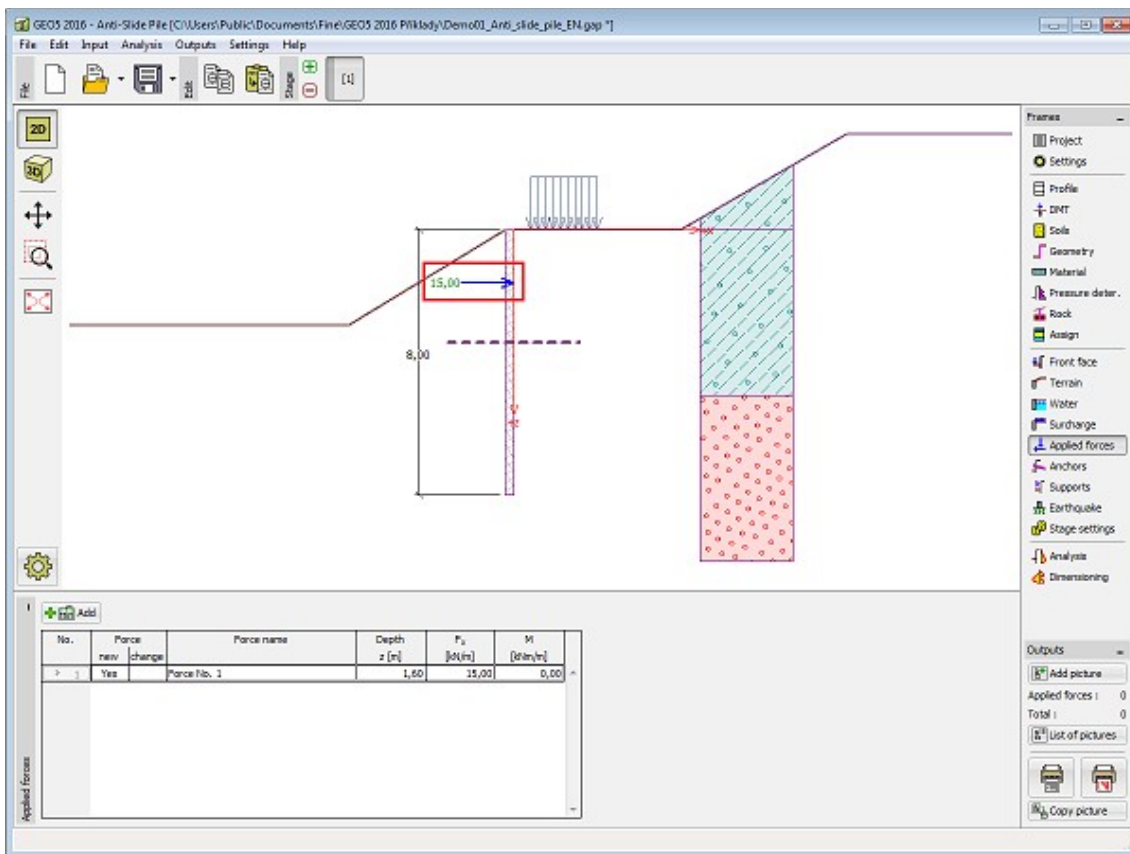 GEO5 2016 - Anti-Slide Pile [C:\Users\Public\Documents\Fine\GEO5 2016 Příklady\Demo01_Anti_slide_pile_EN.gap *]
File Edit Input Analysis Outputs Settings Help
File
Edit
Stage
[1]
2D
3D
15,00
8,00
x
z
Frames
Project
Settings
Profile
DMT
Soils
Geometry
Material
Pressure deter.
Rock
Assign
Front face
Terrain
Water
Surcharge
Applied forces
Anchors
Supports
Earthquake
Stage settings
Analysis
Dimensioning
Add
No. Force Force name Depth Fx M
new change z [m] [kN/m] [kNm/m]
1 Yes Force No. 1 1,60 15,00 0,00
Applied forces
Outputs
Add picture
Applied forces : 0
Total : 0
List of pictures
Copy picture